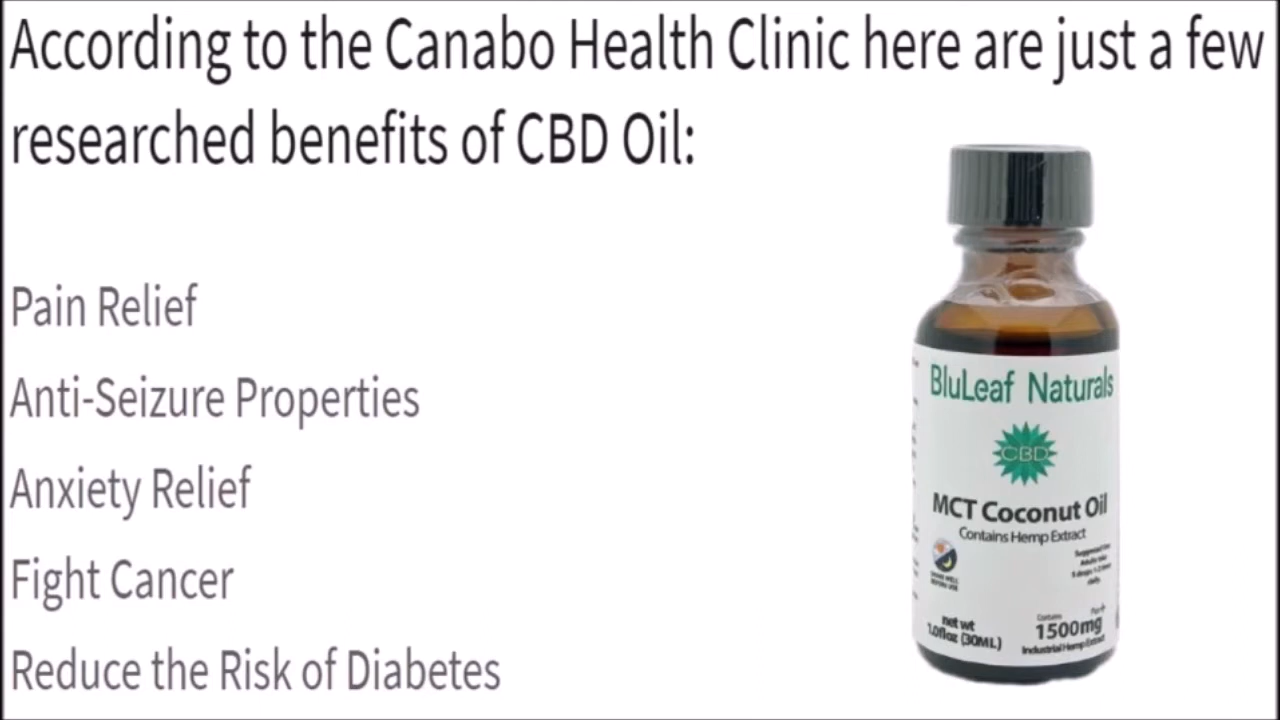 According to the Canabo Health Clinic here are just a few
researched benefits of CBD Oil:
Pain Relief
Anti-Seizure Properties
Anxiety Relief
Fight Cancer
Reduce the Risk of Diabetes
BluLeaf Naturals
CBD
MCT Coconut Oil
Contains Hemp Extract
net wt
1.0floz (30ML)
Contains
1500mg
Industrial Hemp Extract